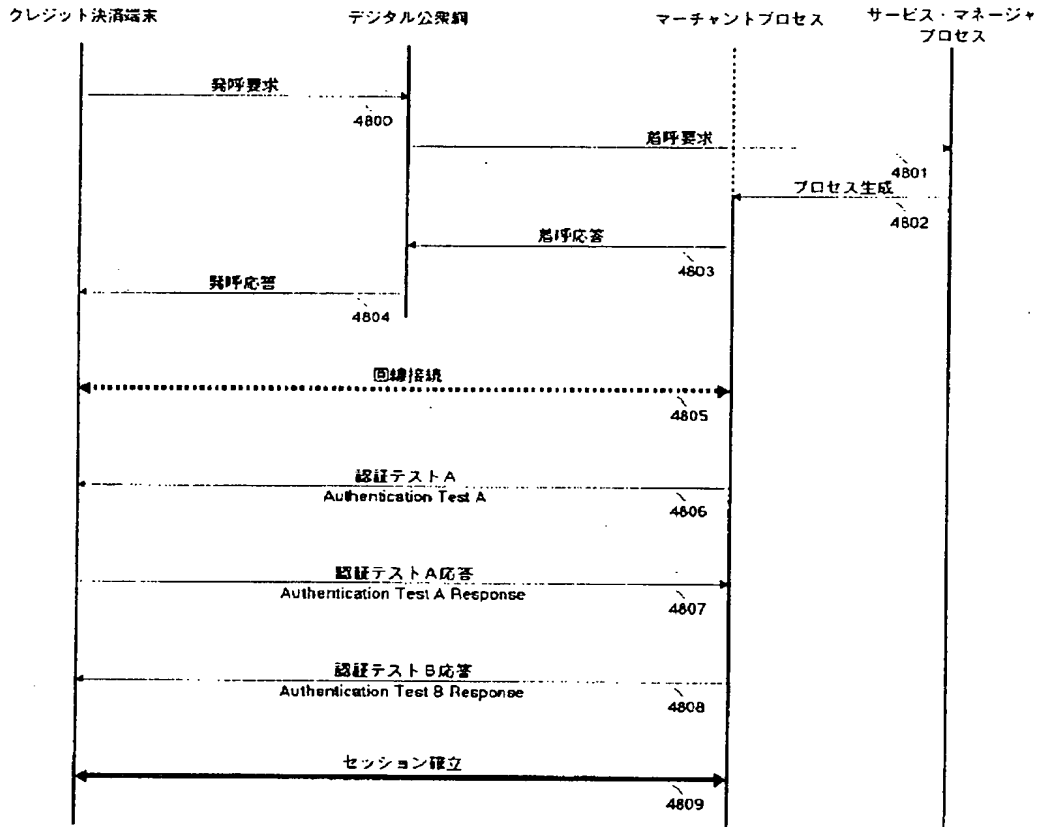 クレジット決済端末
デジタル公衆網
マーチャントプロセス
サービス・マネージャ
プロセス
発呼要求
4800
着呼要求
4801
プロセス生成
4802
着呼応答
4803
発呼応答
4804
回線接続
4805
認証テストA
Authentication Test A
4806
認証テストA応答
Authentication Test A Response
4807
認証テストB応答
Authentication Test B Response
4808
セッション確立
4809